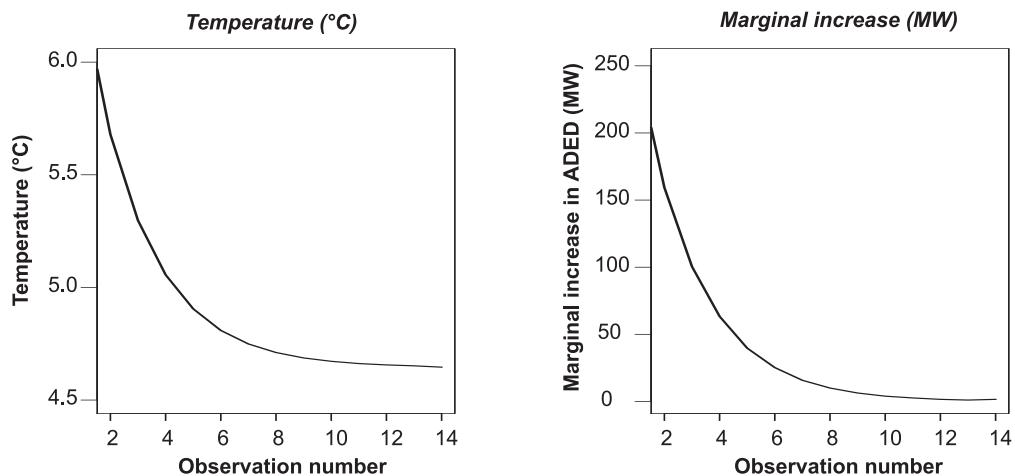 Temperature (°C)
6.0
5.5
5.0
4.5
Temperature (°C)
2 4 6 8 10 12 14
Observation number
Marginal increase (MW)
250
200
150
100
50
0
Marginal increase in ADED (MW)
2 4 6 8 10 12 14
Observation number